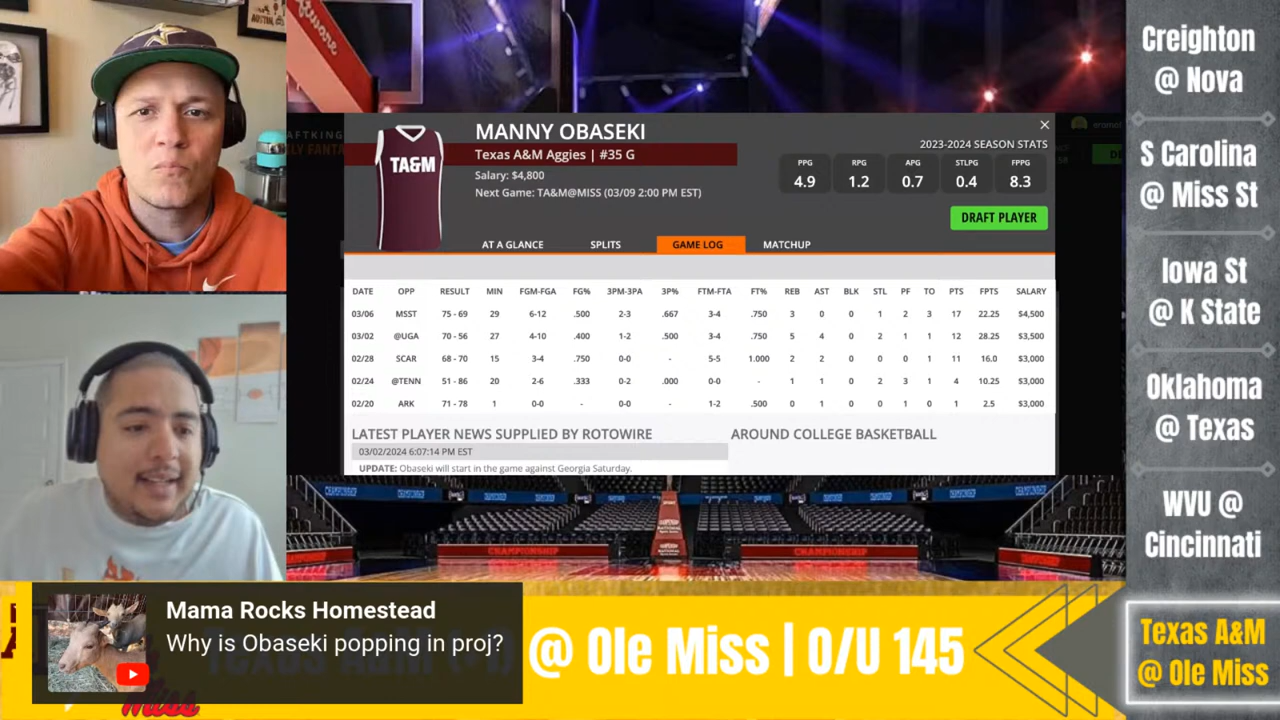 Creighton
@ Nova
S Carolina
@ Miss St
Iowa St
@ K State
Oklahoma
@ Texas
WVU @
Cincinnati
Texas A&M
@ Ole Miss
MANNY OBASEKI
Texas A&M Aggies | #35 G
Salary: $4,800
Next Game: TA&M@MISS (03/09 2:00 PM EST)
TA&M
2023-2024 SEASON STATS
PPG RPG APG STLPG FPPG
4.9 1.2 0.7 0.4 8.3
DRAFT PLAYER
AT A GLANCE SPLITS GAME LOG MATCHUP
DATE OPP RESULT MIN FGM-FGA FG% 3PM-3PA 3P% FTM-FTA FT% REB AST BLK STL PF TO PTS FPTS SALARY
03/06 MSST 75 - 69 29 6-12 .500 2-3 .667 3-4 .750 3 0 0 1 2 3 17 22.25 $4,500
03/02 @UGA 70 - 56 27 4-10 .400 1-2 .500 3-4 .750 5 4 0 2 1 1 12 28.25 $3,500
02/28 SCAR 68 - 70 15 3-4 .750 0-0 - 5-5 1.000 2 2 0 0 0 1 11 16.0 $3,000
02/24 @TENN 51 - 86 20 2-6 .333 0-2 .000 0-0 - 1 1 0 2 3 1 4 10.25 $3,000
02/20 ARK 71 - 78 1 0-0 - 0-0 - 1-2 .500 0 1 0 0 1 0 1 2.5 $3,000
LATEST PLAYER NEWS SUPPLIED BY ROTOWIRE
AROUND COLLEGE BASKETBALL
03/02/2024 6:07:14 PM EST
UPDATE: Obaseki will start in the game against Georgia Saturday.
CHAMPIONSHIP
CHAMPIONSHIP
Mama Rocks Homestead
Why is Obaseki popping in proj?
@ Ole Miss | O/U 145
Miss